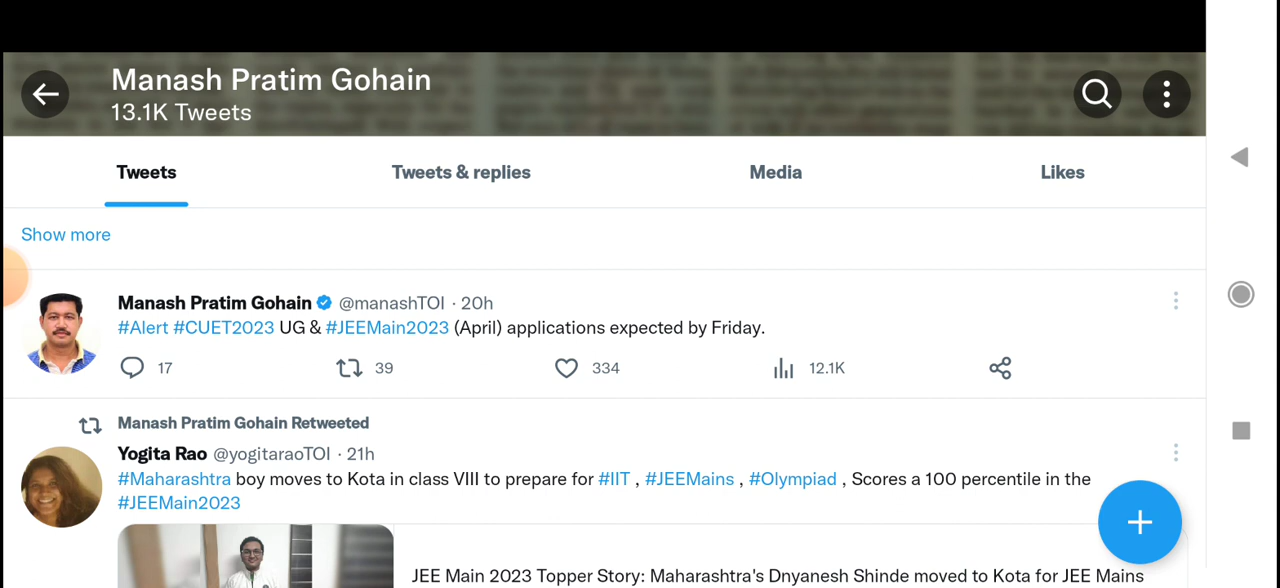 Manash Pratim Gohain
13.1K Tweets
Tweets Tweets & replies Media Likes
Show more
Manash Pratim Gohain @manashTOI · 20h
#Alert #CUET2023 UG & #JEEMain2023 (April) applications expected by Friday.
17 39 334 12.1K
Manash Pratim Gohain Retweeted
Yogita Rao @yogitaraoTOI · 21h
#Maharashtra boy moves to Kota in class VIII to prepare for #IIT , #JEEMains , #Olympiad , Scores a 100 percentile in the
#JEEMain2023
JEE Main 2023 Topper Story: Maharashtra's Dnyanesh Shinde moved to Kota for JEE Mains